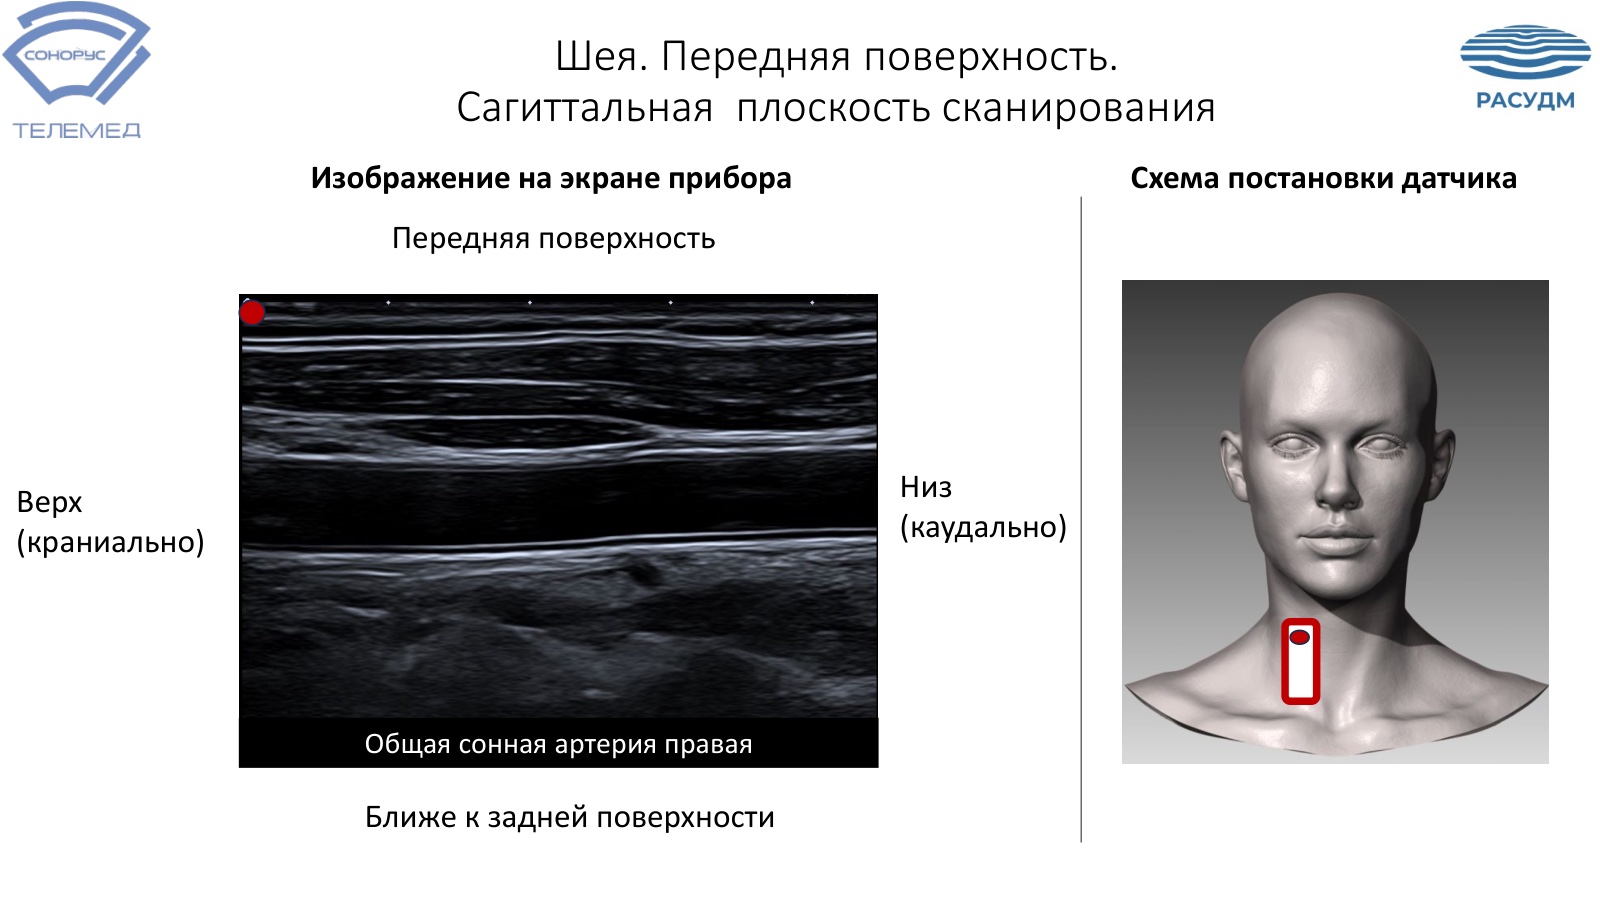 СОНОРУС
ТЕЛЕМЕД
Шея. Передняя поверхность.
Сагиттальная плоскость сканирования
РАСУДМ
Изображение на экране прибора
Схема постановки датчика
Передняя поверхность
Верх
(краниально)
Низ
(каудально)
Общая сонная артерия правая
Ближе к задней поверхности